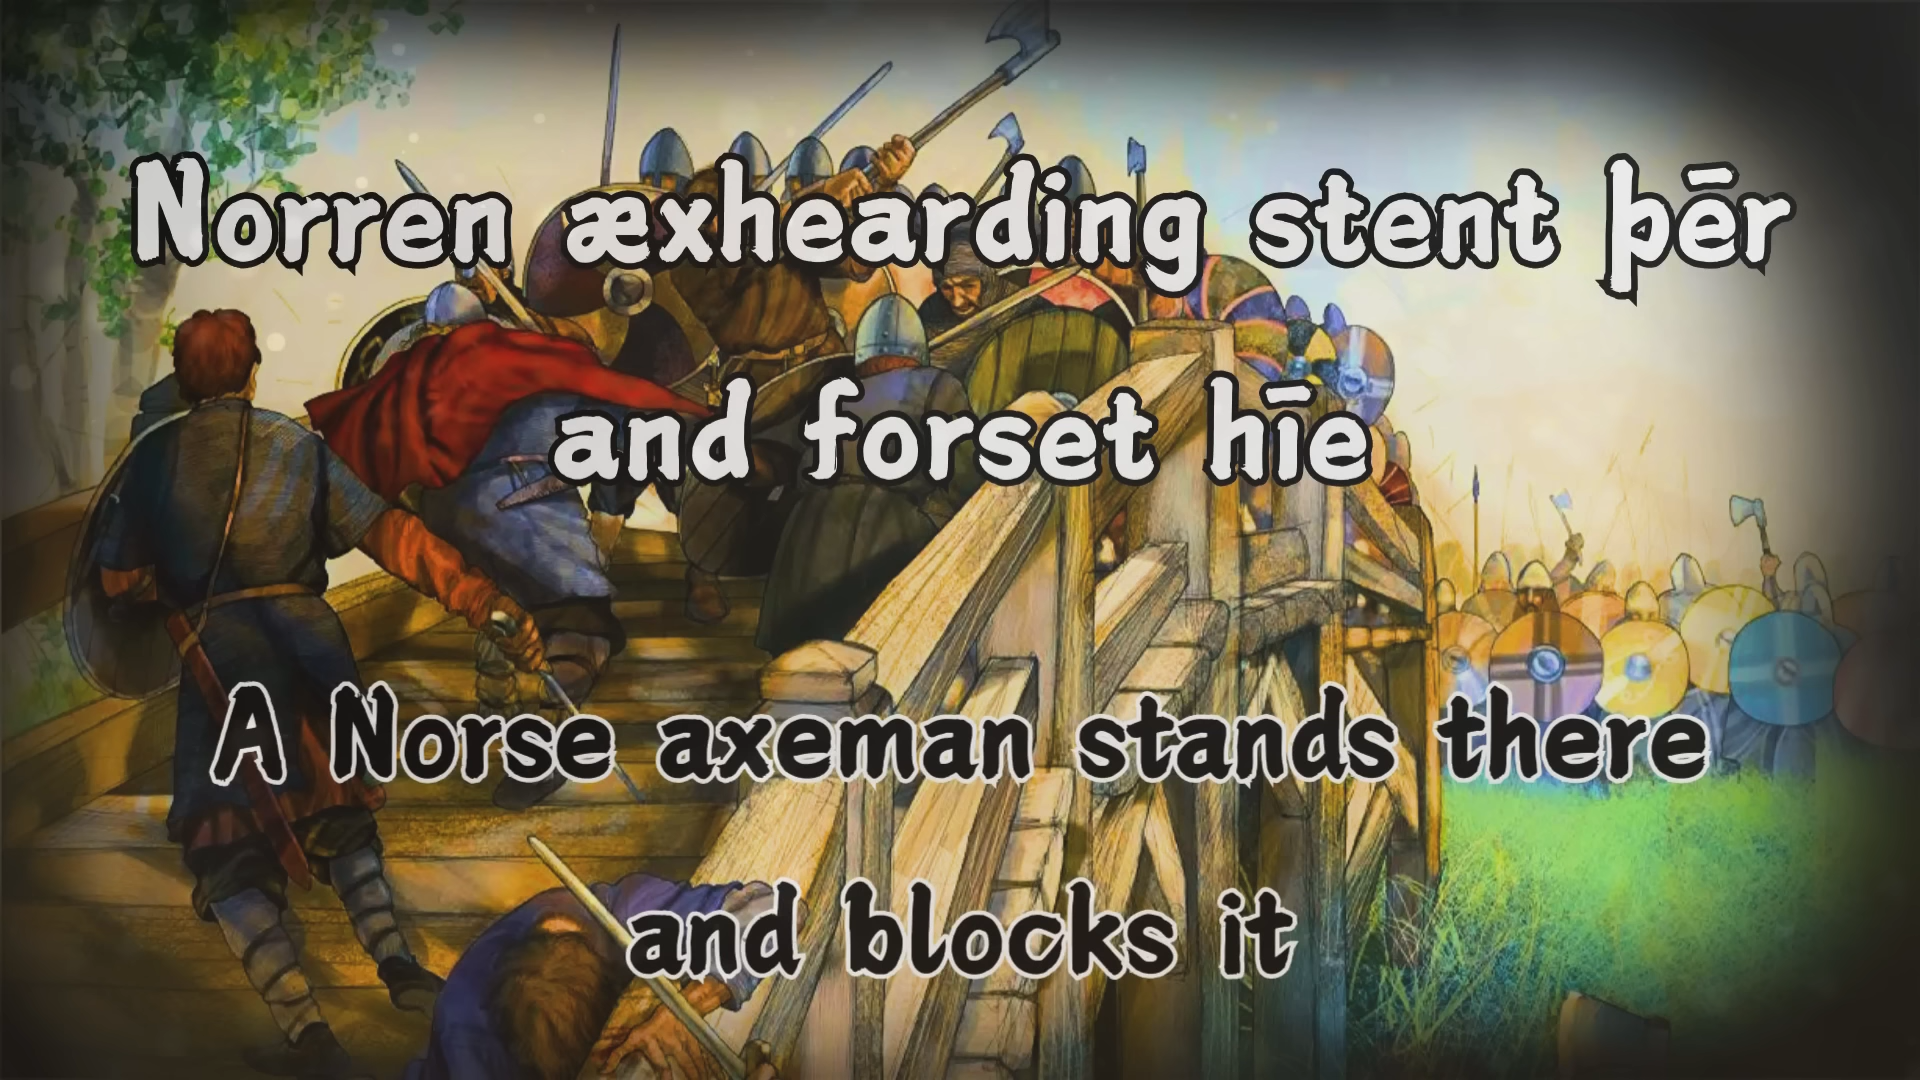 Norren æxhearding stent þēr
and forset hīe
A Norse axeman stands there
and blocks it